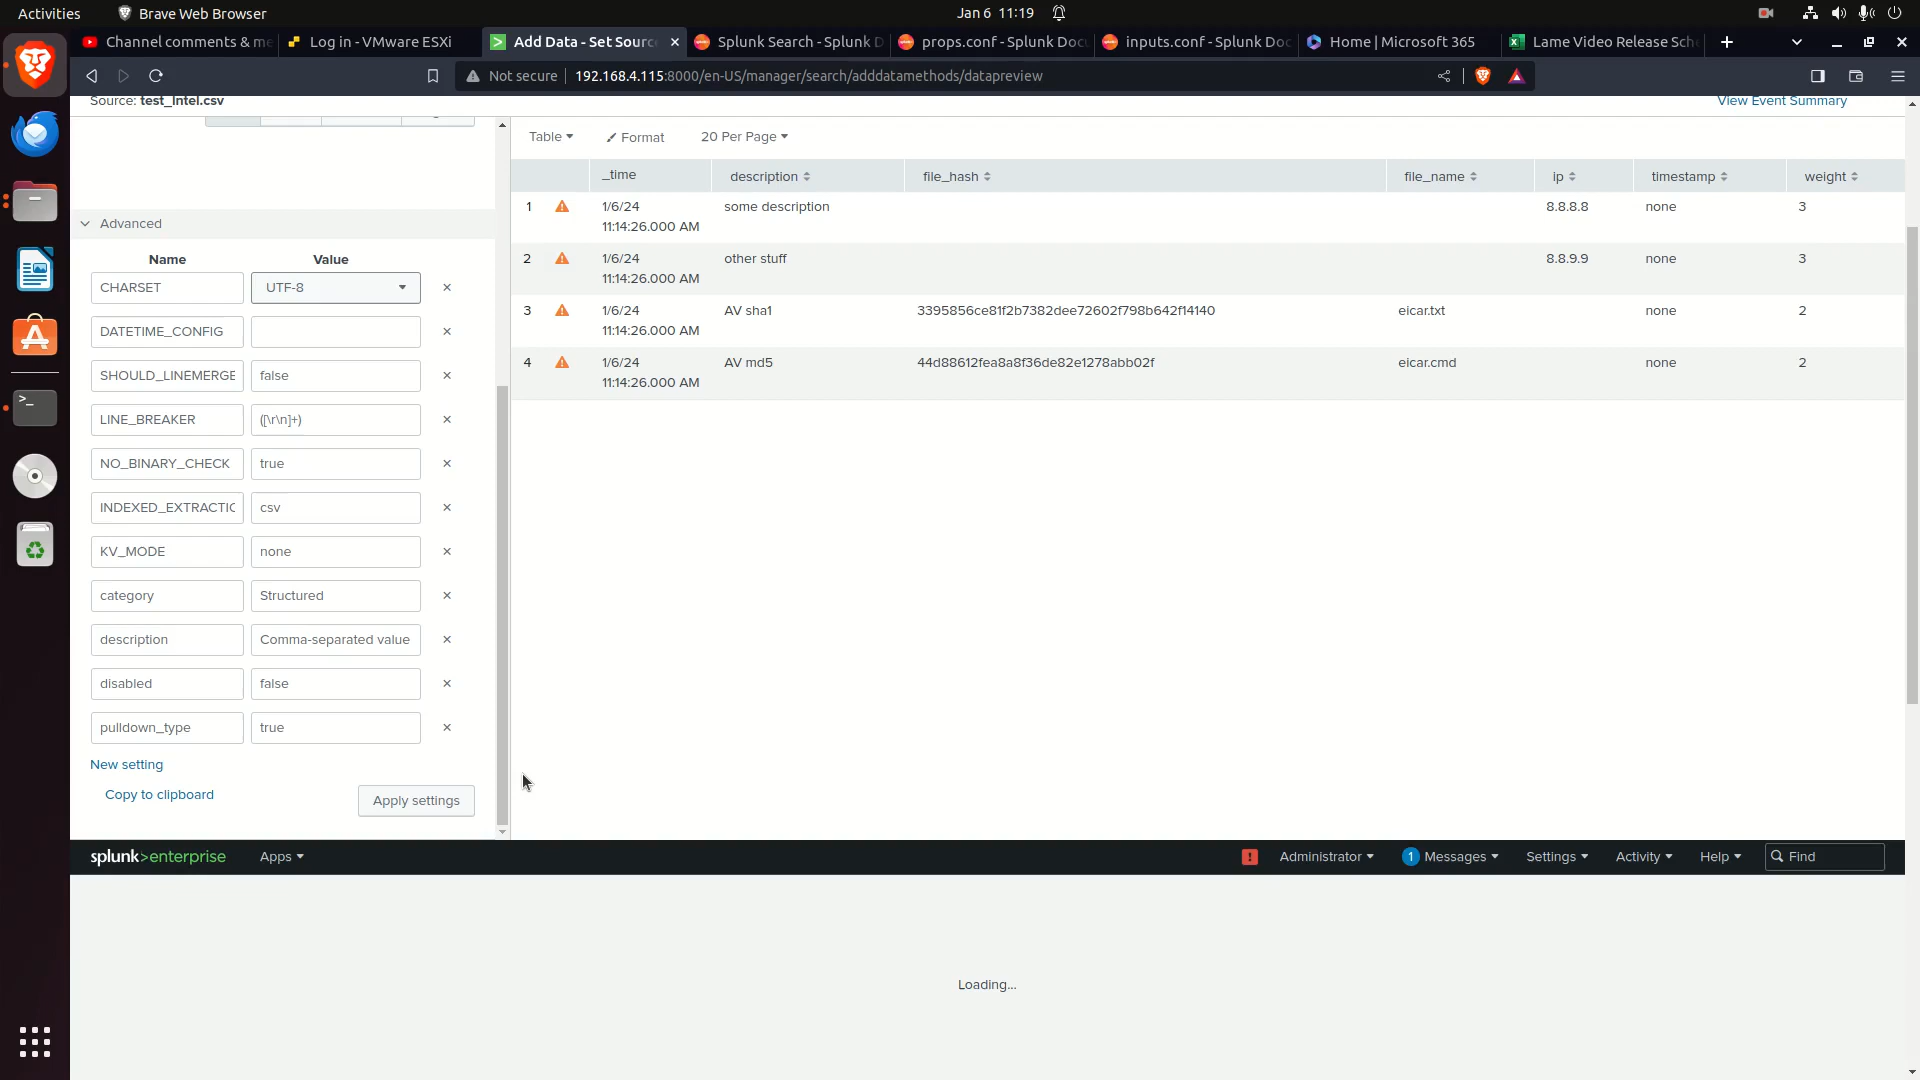 Activities
Brave Web Browser
Jan 6 11:19
Channel comments & me
Log in - VMware ESXi
Add Data - Set Sourc
Splunk Search - Splunk D
props.conf - Splunk Doc
inputs.conf - Splunk Doc
Home | Microsoft 365
Lame Video Release Sch
Not secure
192.168.4.115:8000/en-US/manager/search/adddatamethods/datapreview
Source: test_intel.csv
View Event Summary
Table
Format
20 Per Page
_time description file_hash file_name ip timestamp weight
1 1/6/24 some description 8.8.8.8 none 3
11:14:26.000 AM
2 1/6/24 other stuff 8.8.9.9 none 3
11:14:26.000 AM
3 1/6/24 AV sha1 3395856ce81f2b7382dee72602f798b642f14140 eicar.txt none 2
11:14:26.000 AM
4 1/6/24 AV md5 44d88612fea8a8f36de82e1278abb02f eicar.cmd none 2
11:14:26.000 AM
Advanced
Name Value
CHARSET UTF-8
DATETIME_CONFIG
SHOULD_LINEMERGE false
LINE_BREAKER ([\r\n]+)
NO_BINARY_CHECK true
INDEXED_EXTRACTIO csv
KV_MODE none
category Structured
description Comma-separated value
disabled false
pulldown_type true
New setting
Copy to clipboard
Apply settings
splunk>enterprise
Apps
Administrator
1 Messages
Settings
Activity
Help
Find
Loading...